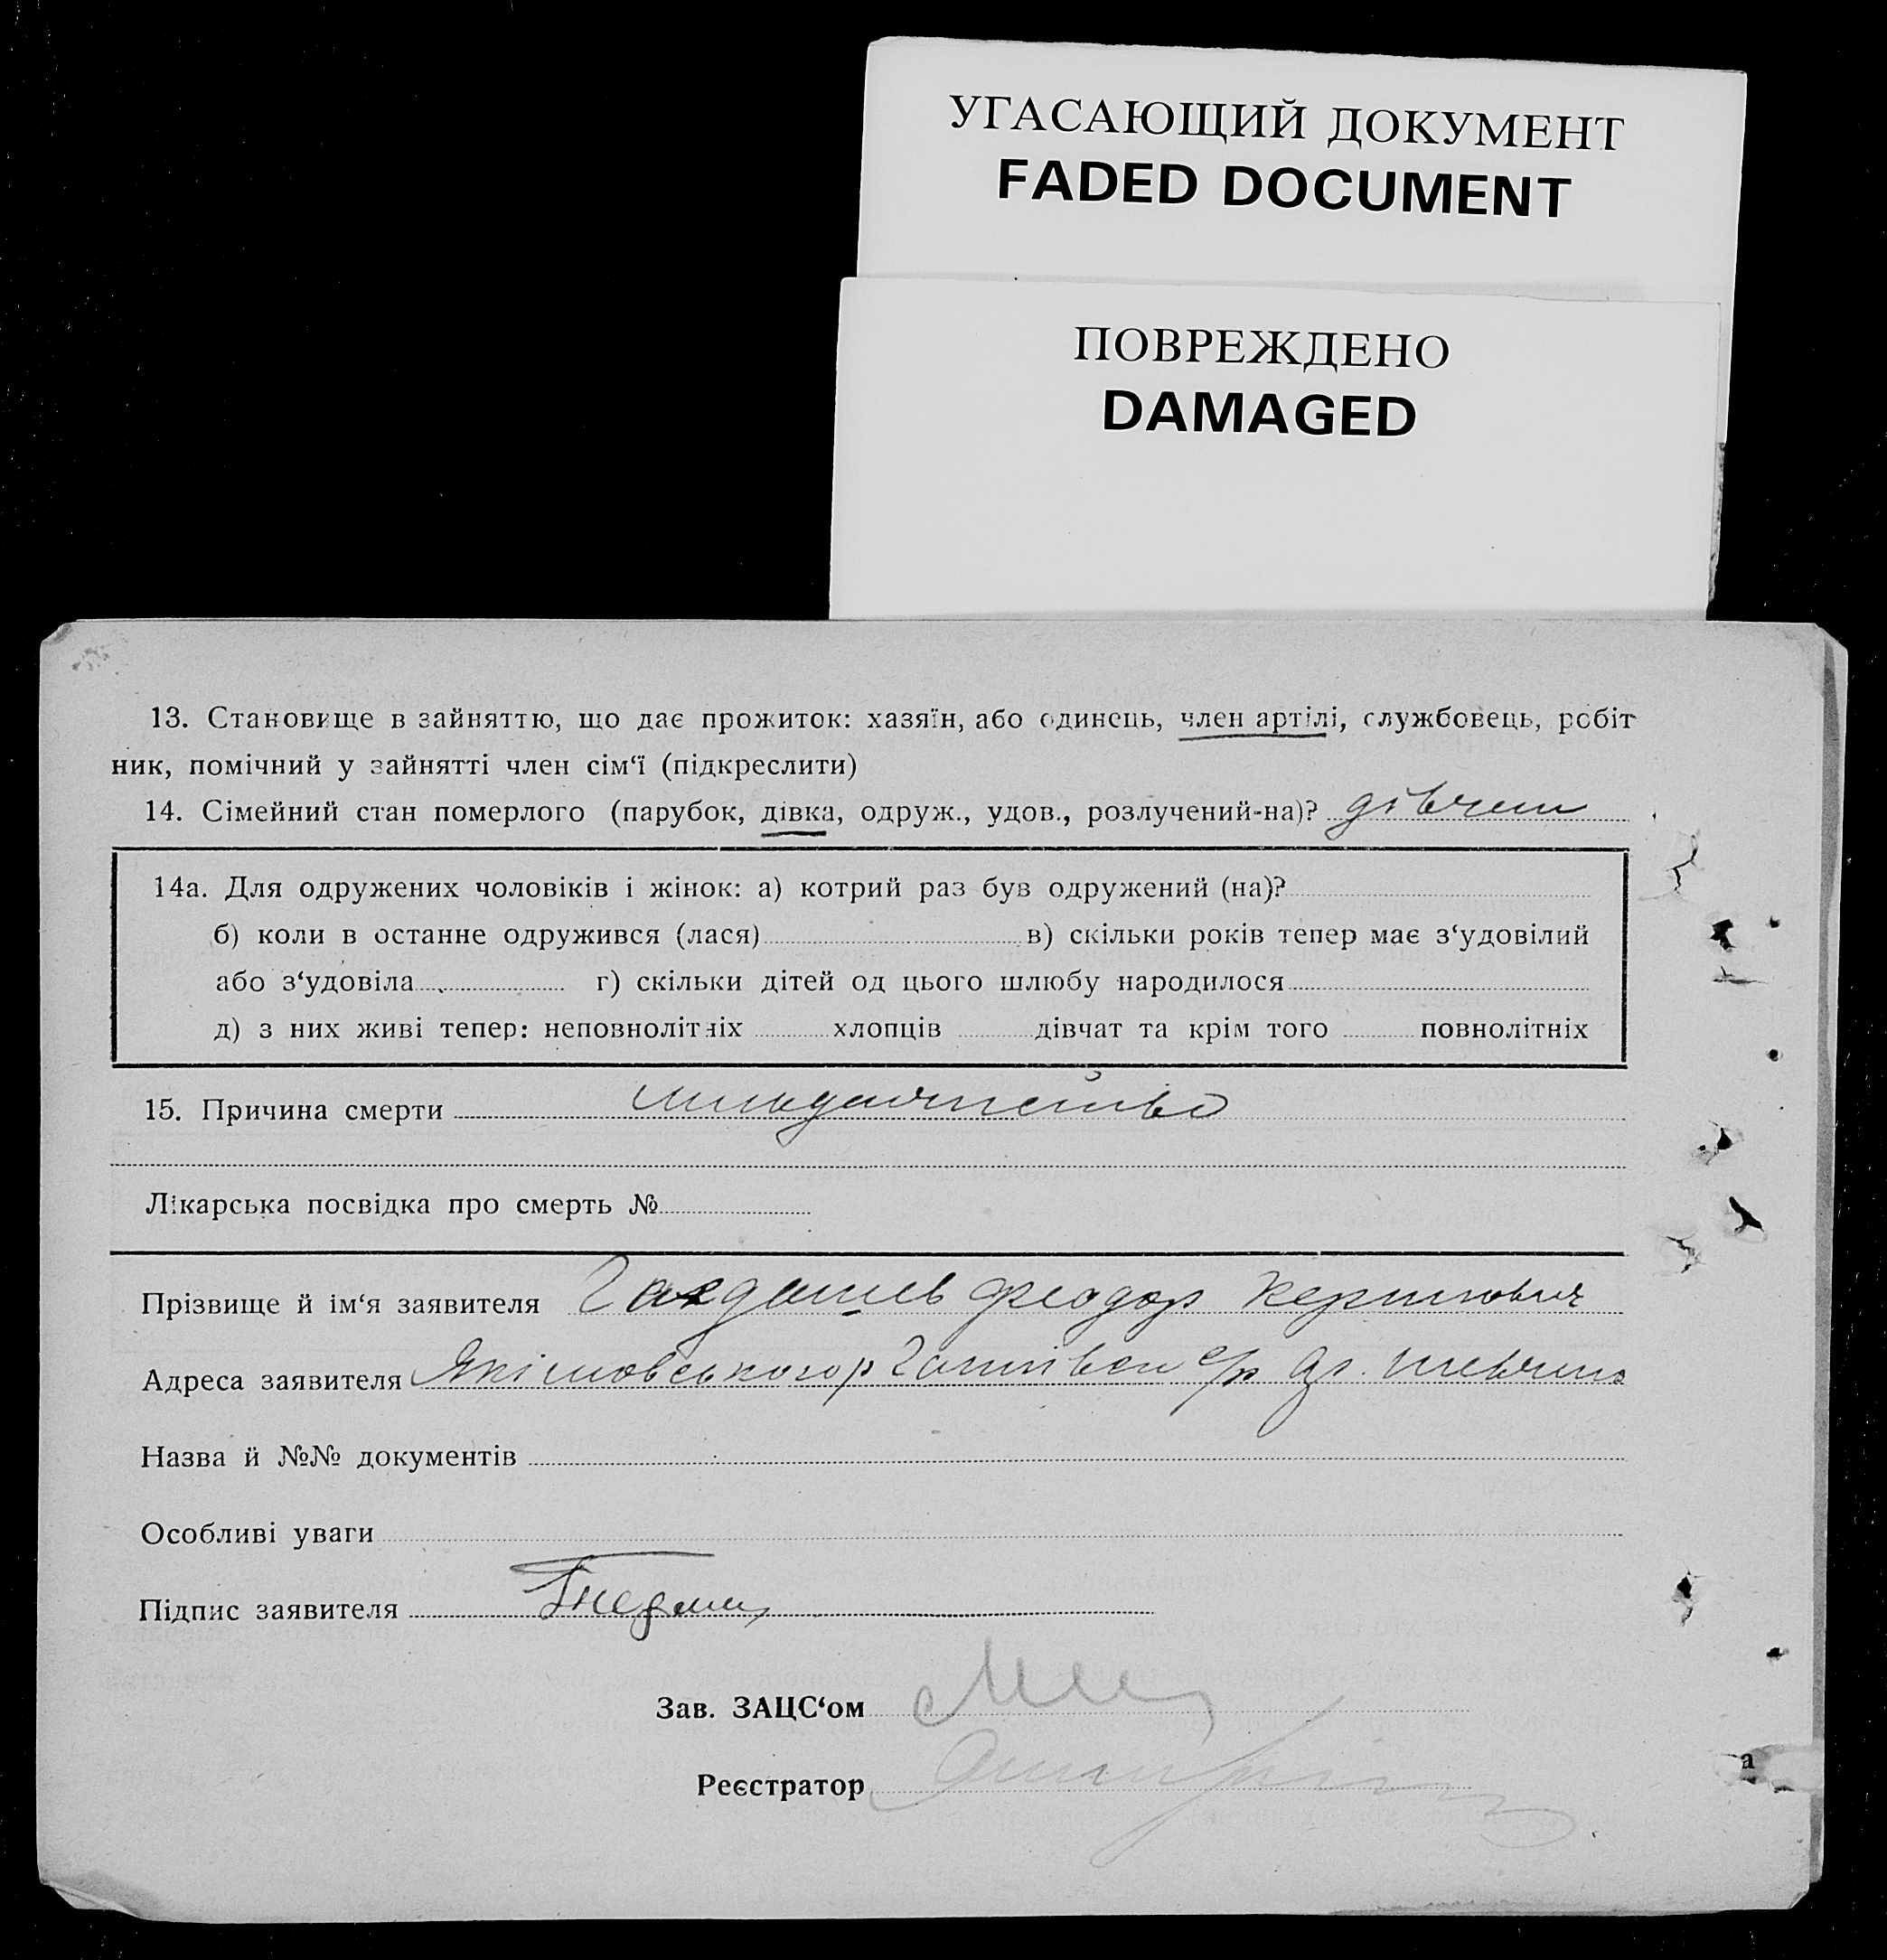 УГАСАЮЩИЙ ДОКУМЕНТ
FADED DOCUMENT
ПОВРЕЖДЕНО
DAMAGED
13. Становище в зайняттю, що дає прожиток: хазяїн, або одинець, член артілі, службовець, робіт
ник, помічний у зайнятті член сім‘ї (підкреслити)
14. Сімейний стан померлого (парубок, дівка, одруж., удов., розлучений-на)?
14а. Для одружених чоловіків і жінок: а) котрий раз був одружений (на)?
б) коли в останне одружився (лася) в) скільки років тепер має з‘удовілий
або з‘удовіла г) скільки дітей од цього шлюбу народилося
д) з них живі тепер: неповнолітніх хлопців дівчат та крім того повнолітніх
15. Причина смерти
Лікарська посвідка про смерть №
Прізвище й ім‘я заявителя Феодор
Адреса заявителя Якімовського р с/р
Назва й №№ документів
Особливі уваги
Підпис заявителя
Зав. ЗАЦС‘ом
Реєстратор
а